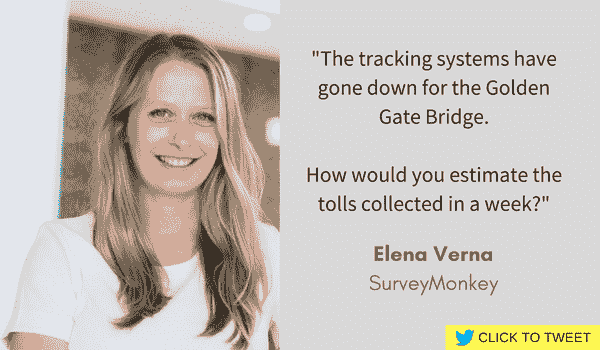 "The tracking systems have
gone down for the Golden
Gate Bridge.
How would you estimate the
tolls collected in a week?"
Elena Verna
SurveyMonkey
CLICK TO TWEET